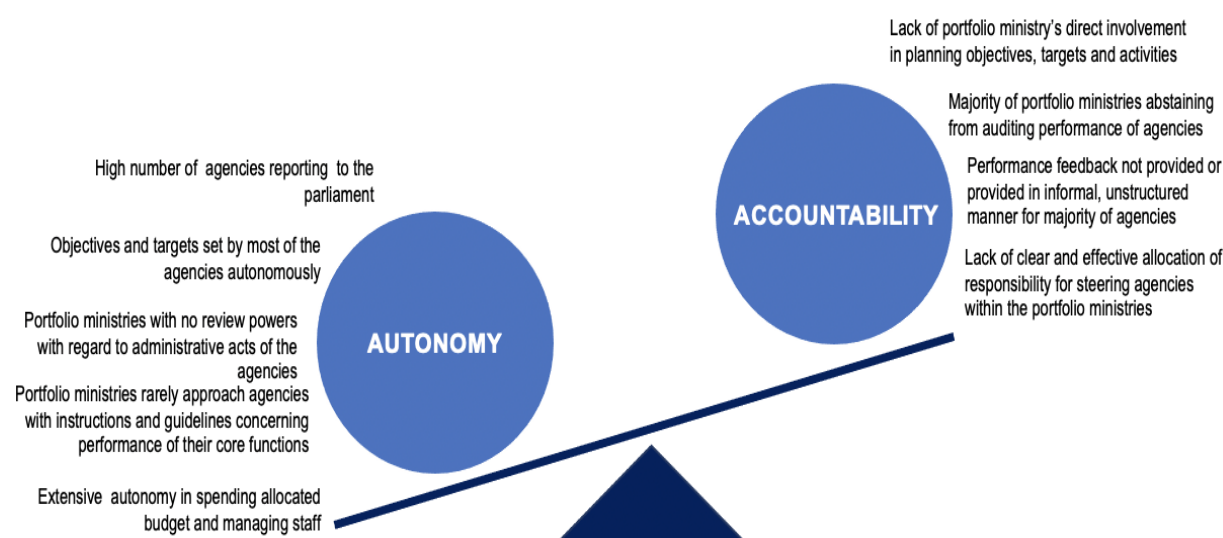 High number of agencies reporting to the
parliament
Objectives and targets set by most of the
agencies autonomously
Portfolio ministries with no review powers
with regard to administrative acts of the
agencies
Portfolio ministries rarely approach agencies
with instructions and guidelines concerning
performance of their core functions
Extensive autonomy in spending allocated
budget and managing staff
AUTONOMY
Lack of portfolio ministry's direct involvement
in planning objectives, targets and activities
Majority of portfolio ministries abstaining
from auditing performance of agencies
Performance feedback not provided or
provided in informal, unstructured
manner for majority of agencies
Lack of clear and effective allocation of
responsibility for steering agencies
within the portfolio ministries
ACCOUNTABILITY